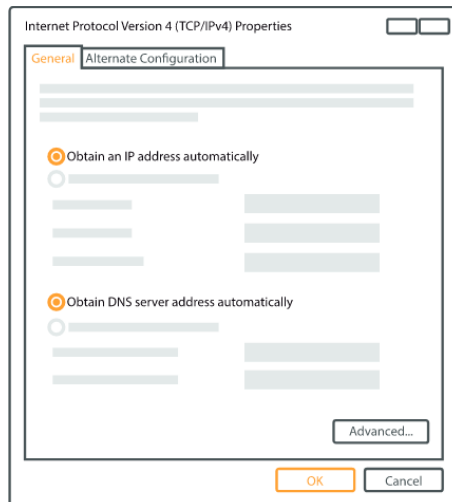 Internet Protocol Version 4 (TCP/IPv4) Properties
General Alternate Configuration
Obtain an IP address automatically
Obtain DNS server address automatically
Advanced...
OK Cancel